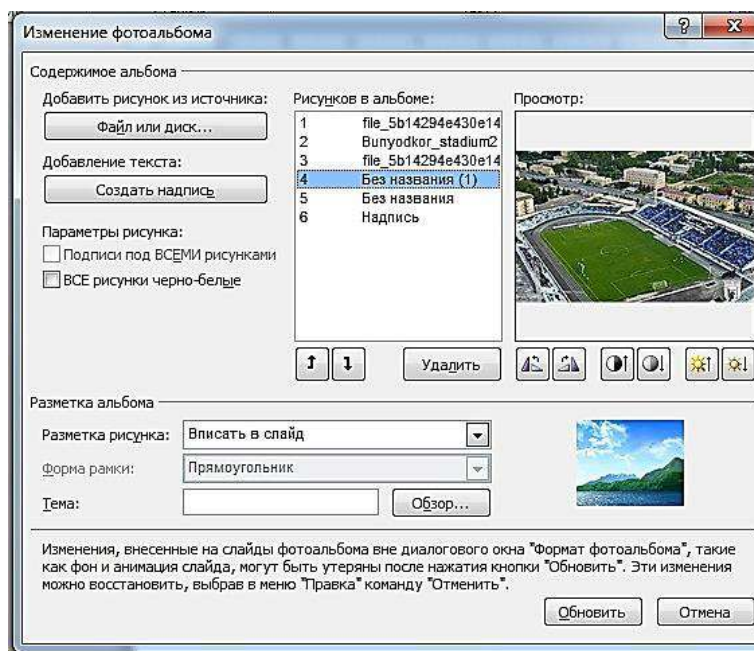 Изменение фотоальбома
Содержимое альбома
Добавить рисунок из источника:
Файл или диск...
Добавление текста:
Создать надпись
Параметры рисунка:
Подписи под ВСЕМИ рисунками
ВСЕ рисунки черно-белые
Рисунков в альбоме:
1 file_5b14294e430e14
2 Bunyodkor_stadium2
3 file_5b14294e430e14
4 Без названия (1)
5 Без названия
6 Надпись
Удалить
Просмотр:
Разметка альбома
Разметка рисунка: Вписать в слайд
Форма рамки: Прямоугольник
Тема:
Обзор...
Изменения, внесенные на слайды фотоальбома вне диалогового окна "Формат фотоальбома", такие
как фон и анимация слайда, могут быть утеряны после нажатия кнопки "Обновить". Эти изменения
можно восстановить, выбрав в меню "Правка" команду "Отменить".
Обновить
Отмена